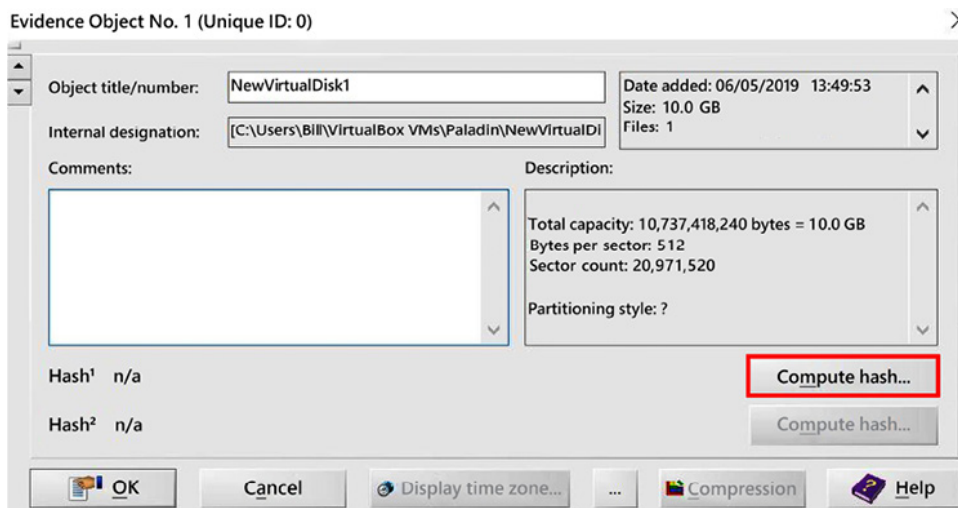 Evidence Object No. 1 (Unique ID: 0)
Object title/number:
NewVirtualDisk1
Date added: 06/05/2019 13:49:53
Size: 10.0 GB
Files: 1
Internal designation:
[C:\Users\Bill\VirtualBox VMs\Paladin\NewVirtualDi
Comments:
Description:
Total capacity: 10,737,418,240 bytes = 10.0 GB
Bytes per sector: 512
Sector count: 20,971,520
Partitioning style: ?
Hash¹ n/a
Compute hash...
Hash² n/a
Compute hash...
OK
Cancel
Display time zone...
...
Compression
Help